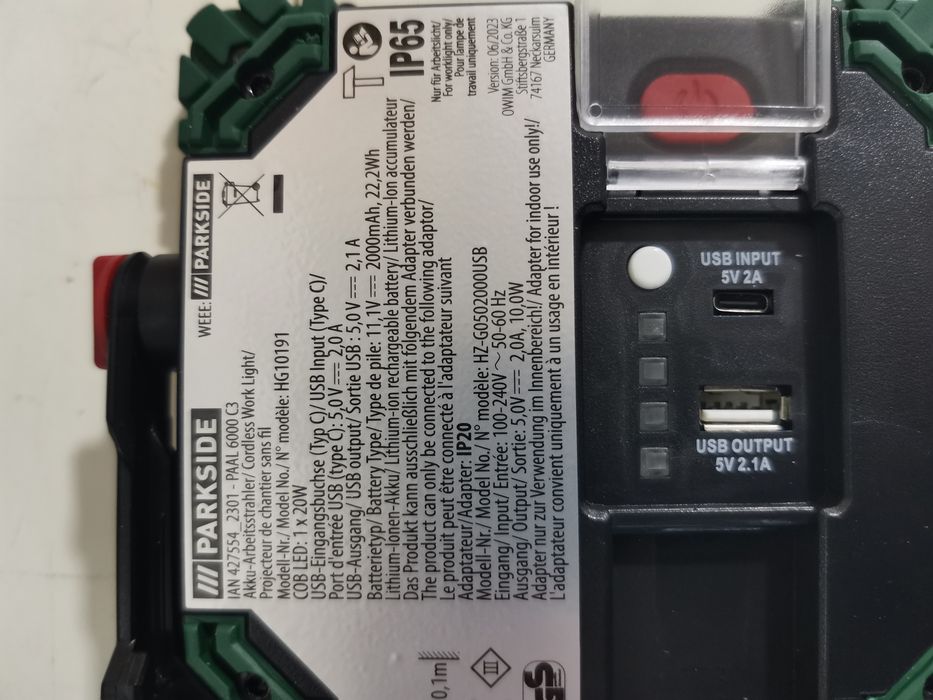 /// PARKSIDE
IAN 427554_2301 - PAAL 6000 C3
Akku-Arbeitsstrahler/ Cordless Work Light/
Projecteur de chantier sans fil
Modell-Nr./ Model No./ N° modèle: HG10191
COB LED: 1 x 20W
USB-Eingangsbuchse (Typ C)/ USB Input (Type C)/
Port d'entrée USB (type C): 5,0V ⎓ 2,0 A
USB-Ausgang/ USB output/ Sortie USB : 5,0V ⎓ 2,1 A
Batterietyp/ Battery Type/ Type de pile: 11,1V ⎓ 2000mAh, 22,2Wh
Lithium-Ionen-Akku/ Lithium-Ion rechargeable battery/ Lithium-Ion accumulateur
Das Produkt kann ausschließlich mit folgendem Adapter verbunden werden/
The product can only be connected to the following adaptor/
Le produit peut être connecté à l'adaptateur suivant
Adaptateur/Adapter: IP20
Modell-Nr./ Model No./ N° modèle: HZ-G0502000USB
Eingang/ Input/ Entrée: 100-240V ~ 50-60 Hz
Ausgang/ Output/ Sortie: 5,0V ⎓ 2,0A, 10,0W
Adapter nur zur Verwendung im Innenbereich!/ Adapter for indoor use only!/
L'adaptateur convient uniquement à un usage en intérieur !
WEEE: /// PARKSIDE
IP65
Nur für Arbeitslicht/
For worklight only/
Pour lampe de
travail uniquement
Version: 06/2023
OWIM GmbH & Co. KG
Stiftsbergstraße 1
74167 Neckarsulm
GERMANY
0,1m
III
GS
USB INPUT
5V 2A
USB OUTPUT
5V 2.1A